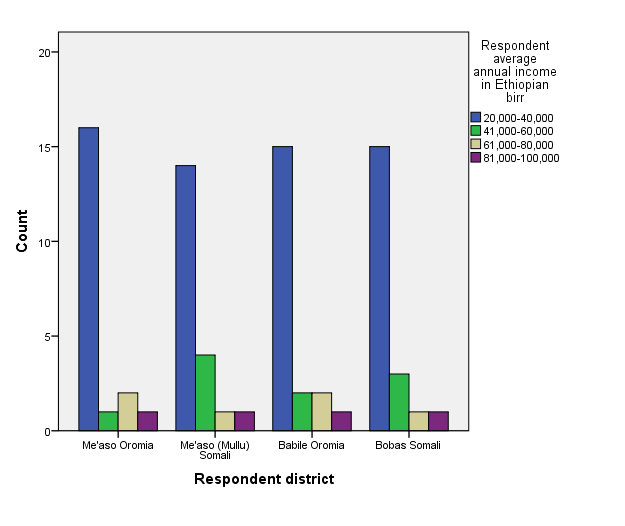 Respondent
average
annual income
in Ethiopian
birr
20,000-40,000
41,000-60,000
61,000-80,000
81,000-100,000
Count
20
15
10
5
0
Me'aso Oromia
Me'aso (Mullu)
Somali
Babile Oromia
Bobas Somali
Respondent district